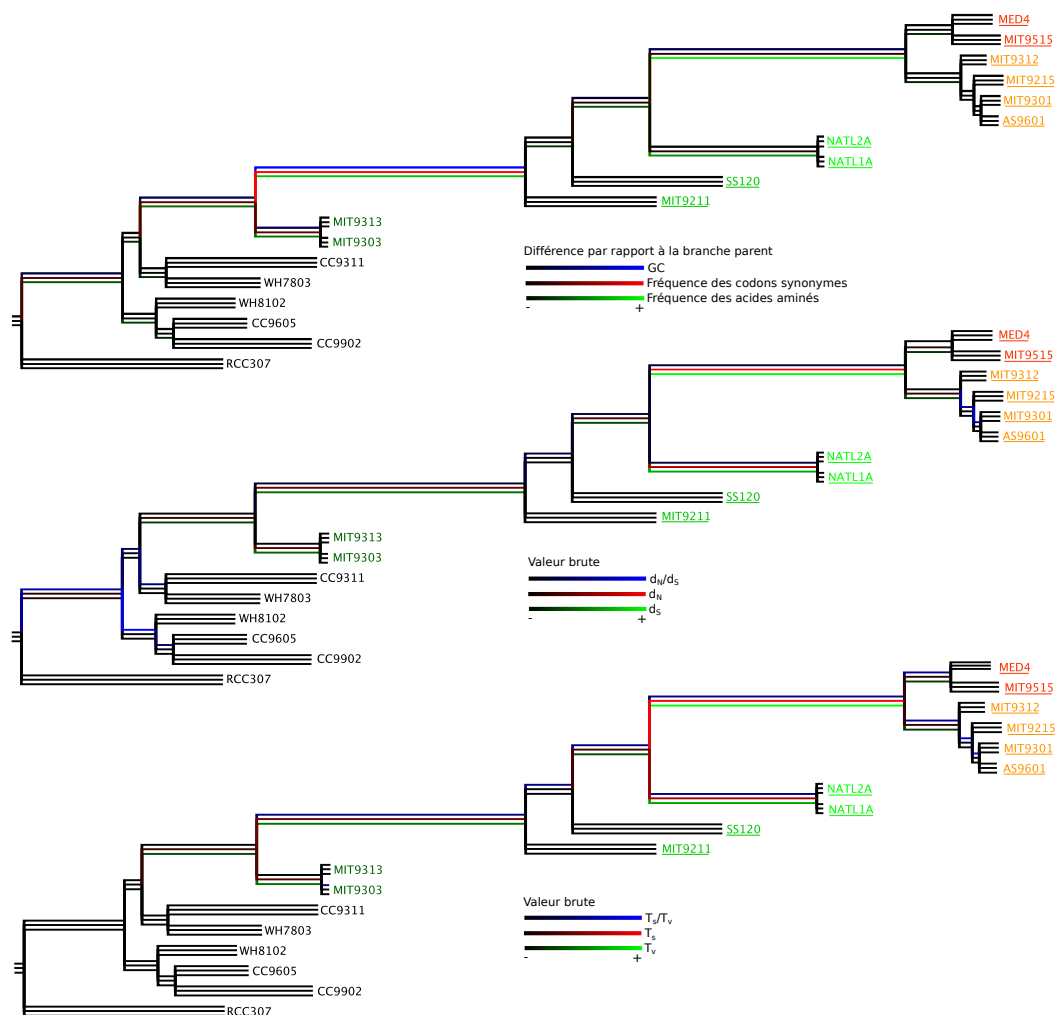 MED4
MIT9515
MIT9312
MIT9215
MIT9301
AS9601
NATL2A
NATL1A
SS120
MIT9211
MIT9313
MIT9303
CC9311
WH7803
WH8102
CC9605
CC9902
RCC307
Différence par rapport à la branche parent
GC
Fréquence des codons synonymes
Fréquence des acides aminés
- +
MED4
MIT9515
MIT9312
MIT9215
MIT9301
AS9601
NATL2A
NATL1A
SS120
MIT9211
MIT9313
MIT9303
CC9311
WH7803
WH8102
CC9605
CC9902
RCC307
Valeur brute
dN/dS
dN
dS
- +
MED4
MIT9515
MIT9312
MIT9215
MIT9301
AS9601
NATL2A
NATL1A
SS120
MIT9211
MIT9313
MIT9303
CC9311
WH7803
WH8102
CC9605
CC9902
RCC307
Valeur brute
Ts/Tv
Ts
Tv
- +